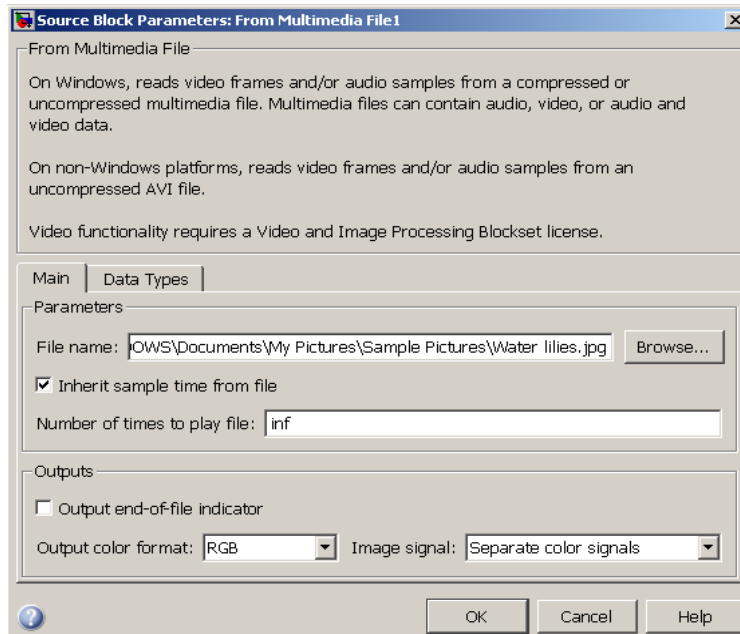 Source Block Parameters: From Multimedia File1
From Multimedia File
On Windows, reads video frames and/or audio samples from a compressed or
uncompressed multimedia file. Multimedia files can contain audio, video, or audio and
video data.
On non-Windows platforms, reads video frames and/or audio samples from an
uncompressed AVI file.
Video functionality requires a Video and Image Processing Blockset license.
Main Data Types
Parameters
File name: OWS\Documents\My Pictures\Sample Pictures\Water lilies.jpg Browse...
Inherit sample time from file
Number of times to play file: inf
Outputs
Output end-of-file indicator
Output color format: RGB Image signal: Separate color signals
OK Cancel Help